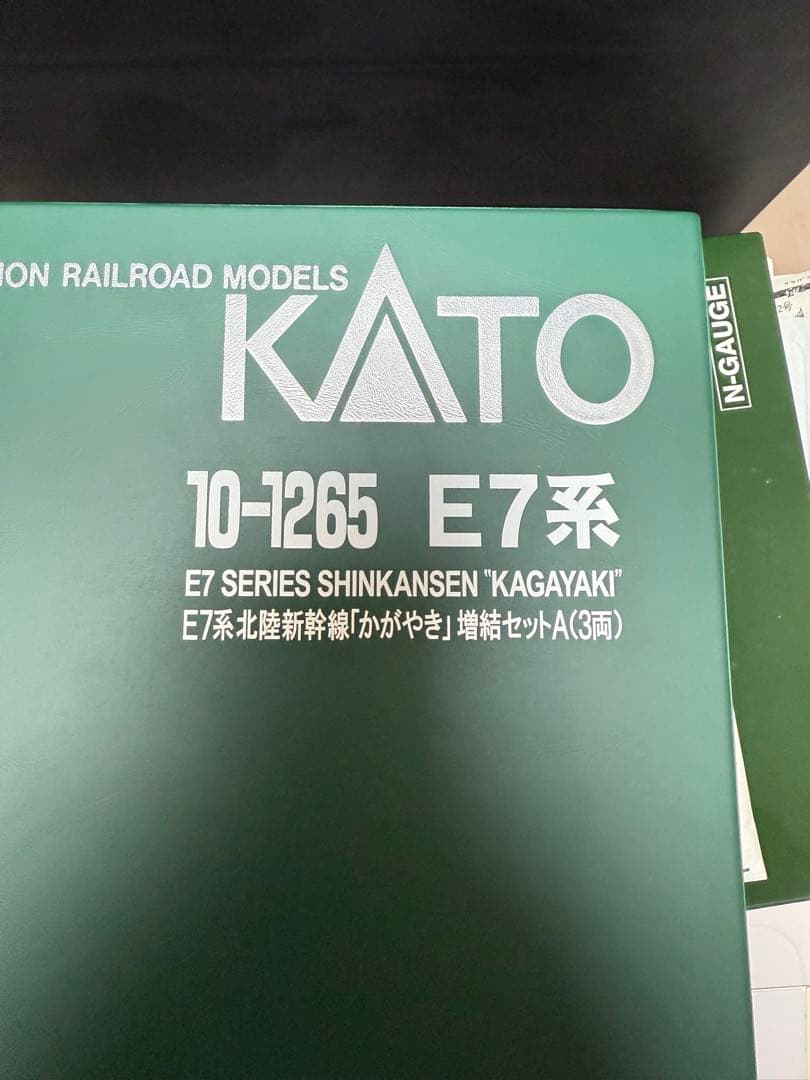 ION RAILROAD MODELS
KATO
N-GAUGE
10-1265 E7系
E7 SERIES SHINKANSEN "KAGAYAKI"
E7系北陸新幹線「かがやき」増結セットA(3両)